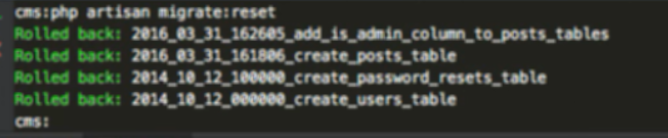 cms:php artisan migrate:reset
Rolled back: 2016_03_31_162605_add_is_admin_column_to_posts_tables
Rolled back: 2016_03_31_161806_create_posts_table
Rolled back: 2014_10_12_100000_create_password_resets_table
Rolled back: 2014_10_12_000000_create_users_table
cms: